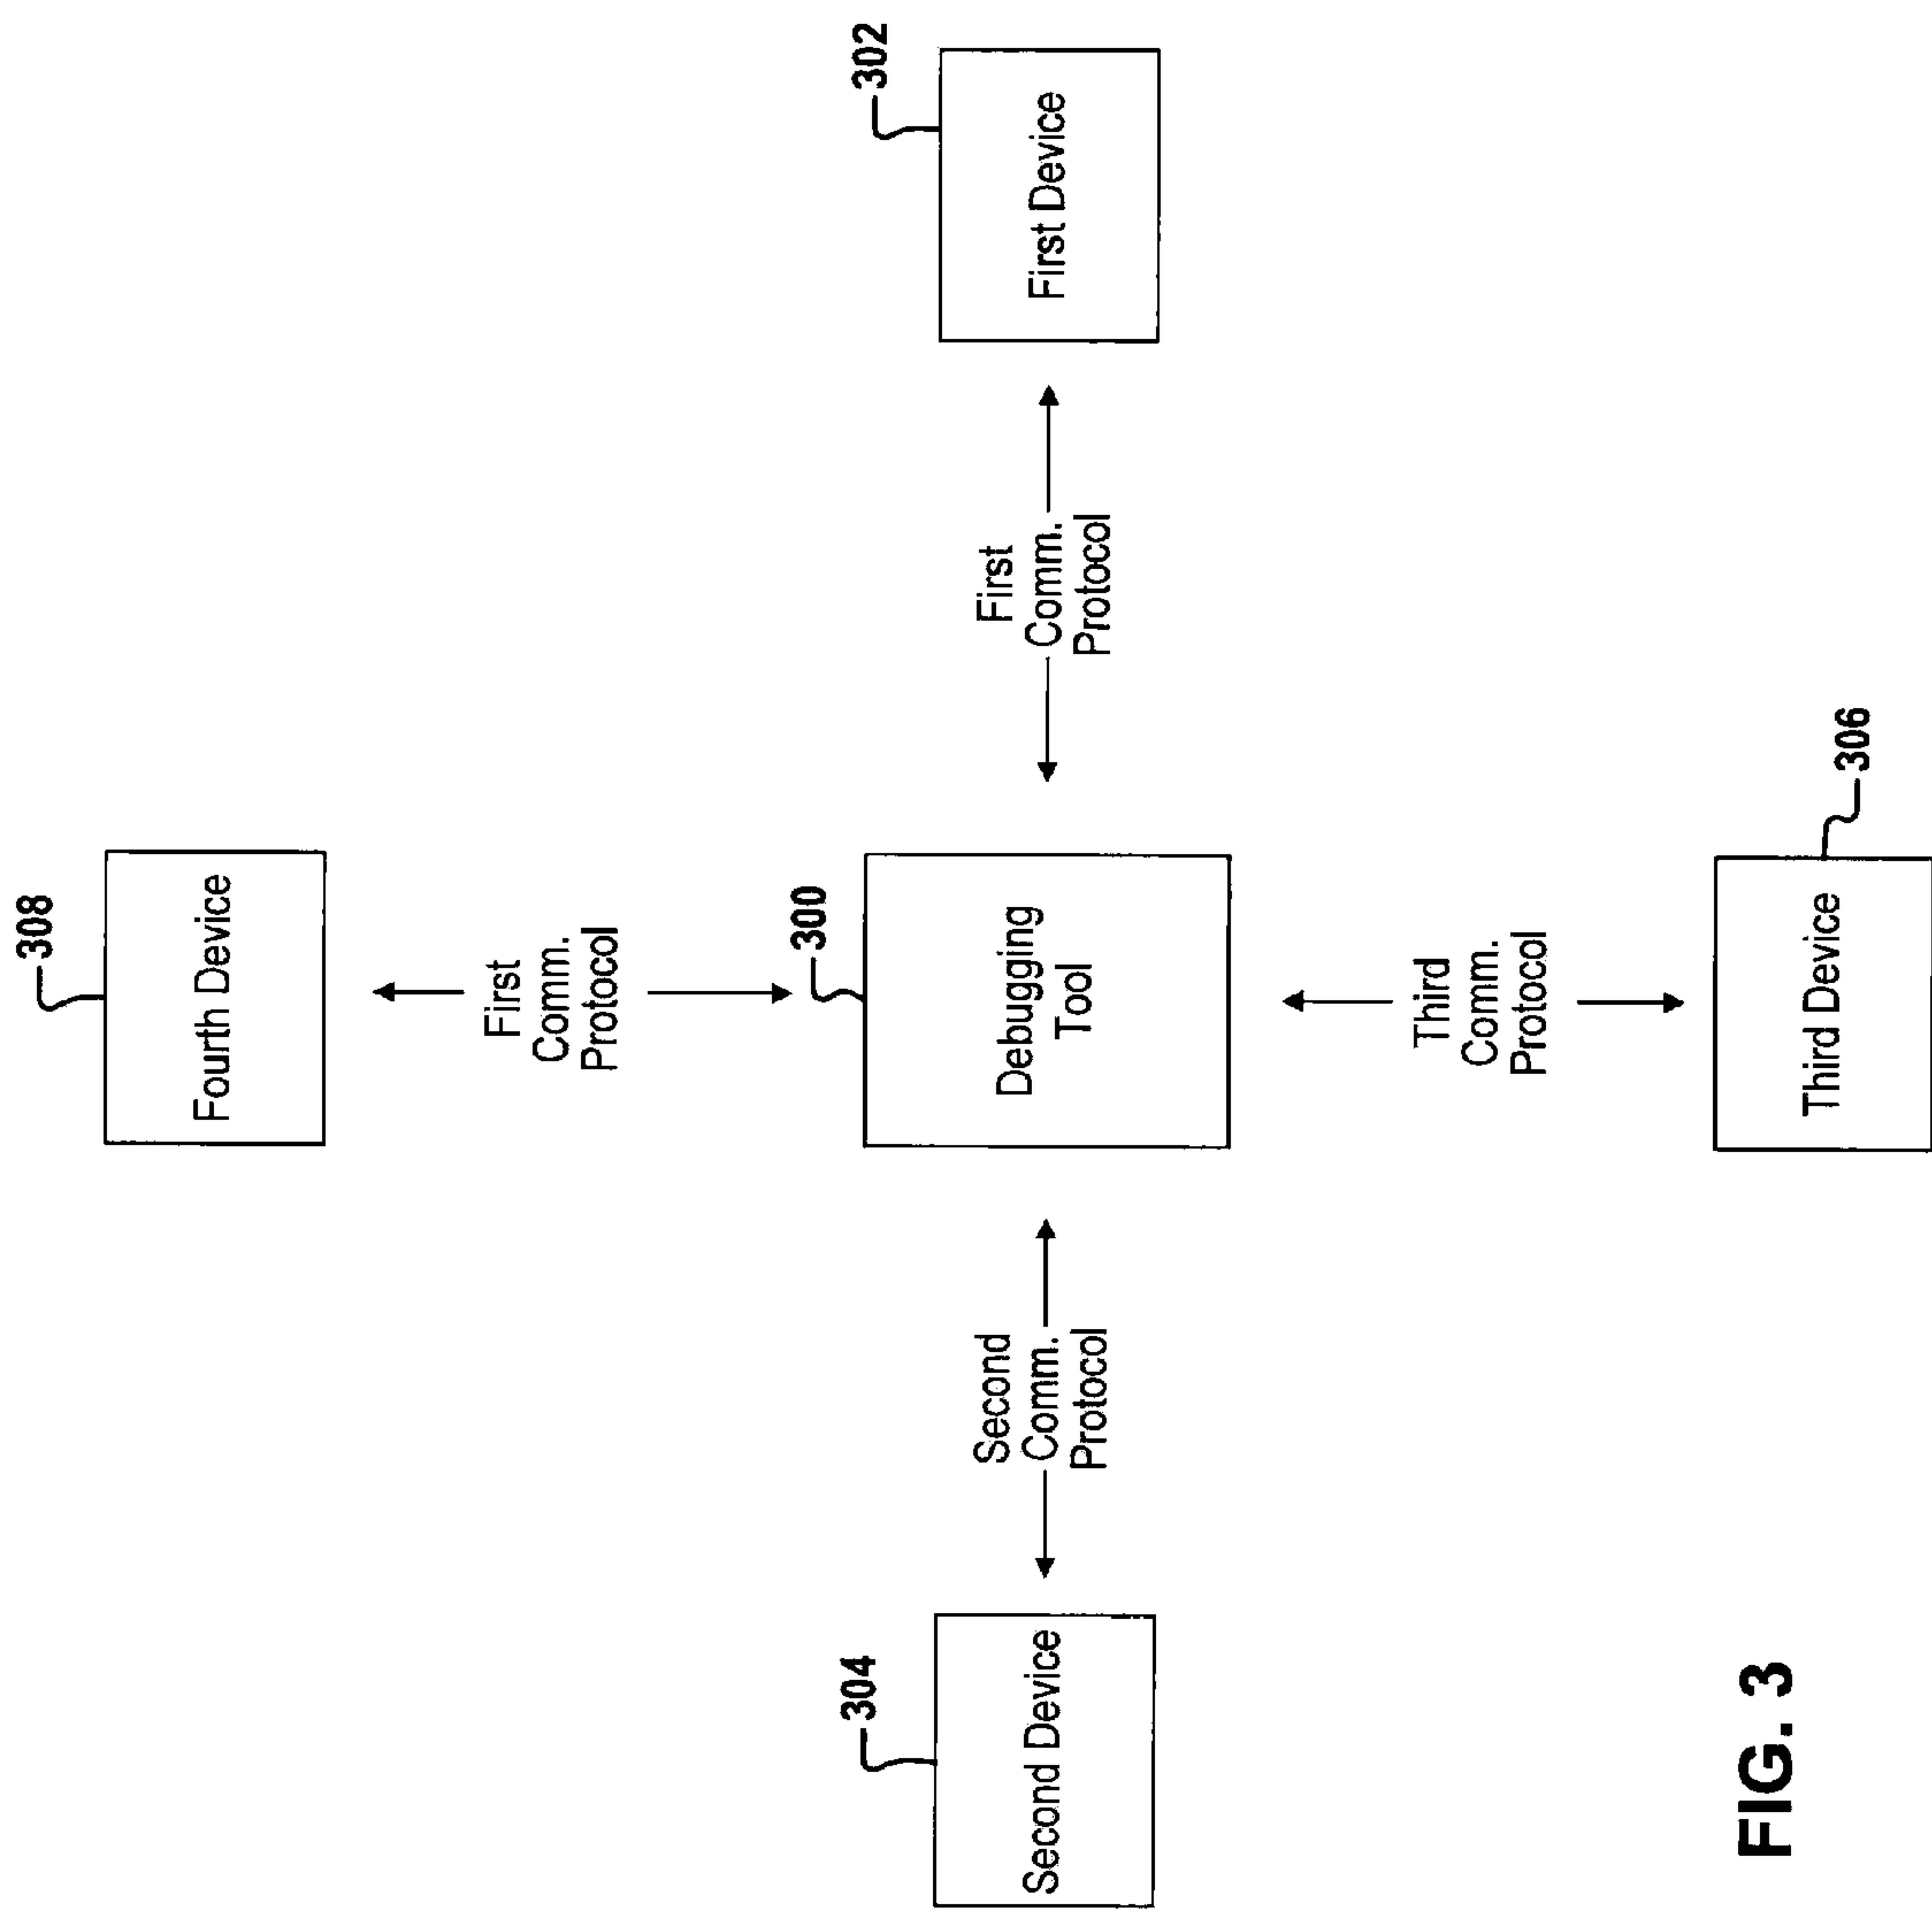 308
Fourth Device
First
Comm.
Protocol
304
Second Device
Second
Comm.
Protocol
300
Debugging
Tool
First
Comm.
Protocol
302
First Device
Third
Comm.
Protocol
Third Device
306
FIG. 3